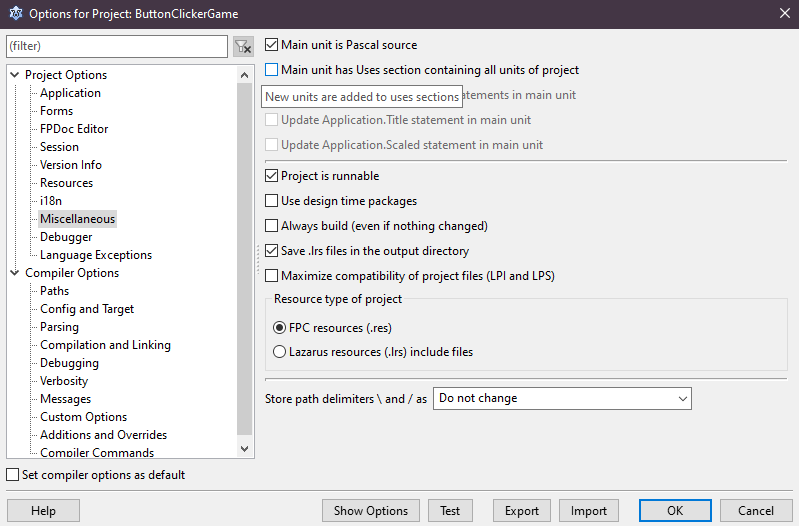 Options for Project: ButtonClickerGame
(filter)
Project Options
Application
Forms
FPDoc Editor
Session
Version Info
Resources
i18n
Miscellaneous
Debugger
Language Exceptions
Compiler Options
Paths
Config and Target
Parsing
Compilation and Linking
Debugging
Verbosity
Messages
Custom Options
Additions and Overrides
Compiler Commands
Set compiler options as default
Main unit is Pascal source
Main unit has Uses section containing all units of project
New units are added to uses sections
in main unit
Update Application.Title statement in main unit
Update Application.Scaled statement in main unit
Project is runnable
Use design time packages
Always build (even if nothing changed)
Save .lrs files in the output directory
Maximize compatibility of project files (LPI and LPS)
Resource type of project
FPC resources (.res)
Lazarus resources (.lrs) include files
Store path delimiters \ and / as
Do not change
Help
Show Options
Test
Export
Import
OK
Cancel